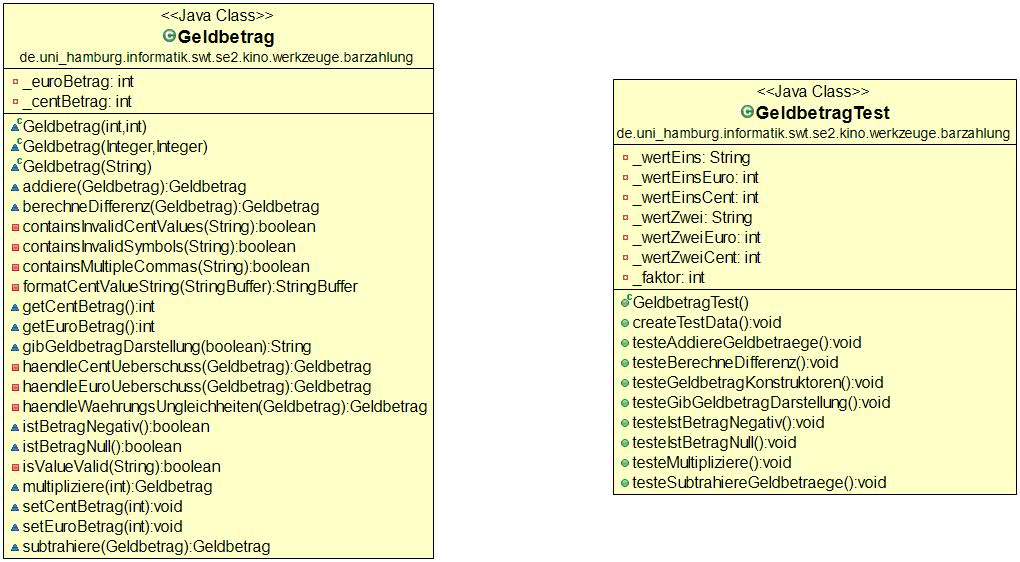 <<Java Class>>
Geldbetrag
de.uni_hamburg.informatik.swt.se2.kino.werkzeuge.barzahlung
_euroBetrag: int
_centBetrag: int
Geldbetrag(int,int)
Geldbetrag(Integer,Integer)
Geldbetrag(String)
addiere(Geldbetrag):Geldbetrag
berechneDifferenz(Geldbetrag):Geldbetrag
containsInvalidCentValues(String):boolean
containsInvalidSymbols(String):boolean
containsMultipleCommas(String):boolean
formatCentValueString(StringBuffer):StringBuffer
getCentBetrag():int
getEuroBetrag():int
gibGeldbetragDarstellung(boolean):String
haendleCentUeberschuss(Geldbetrag):Geldbetrag
haendleEuroUeberschuss(Geldbetrag):Geldbetrag
haendleWaehrungsUngleichheiten(Geldbetrag):Geldbetrag
istBetragNegativ():boolean
istBetragNull():boolean
isValueValid(String):boolean
multipliziere(int):Geldbetrag
setCentBetrag(int):void
setEuroBetrag(int):void
subtrahiere(Geldbetrag):Geldbetrag
<<Java Class>>
GeldbetragTest
de.uni_hamburg.informatik.swt.se2.kino.werkzeuge.barzahlung
_wertEins: String
_wertEinsEuro: int
_wertEinsCent: int
_wertZwei: String
_wertZweiEuro: int
_wertZweiCent: int
_faktor: int
GeldbetragTest()
createTestData():void
testeAddiereGeldbetraege():void
testeBerechneDifferenz():void
testeGeldbetragKonstruktoren():void
testeGibGeldbetragDarstellung():void
testeIstBetragNegativ():void
testeIstBetragNull():void
testeMultipliziere():void
testeSubtrahiereGeldbetraege():void